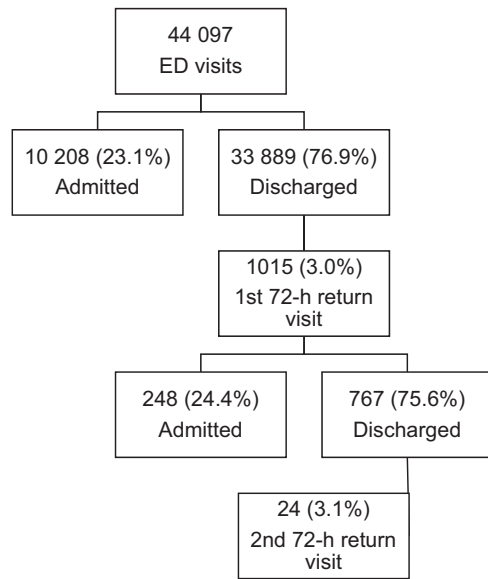 44 097
ED visits
10 208 (23.1%)
Admitted
33 889 (76.9%)
Discharged
1015 (3.0%)
1st 72-h return
visit
248 (24.4%)
Admitted
767 (75.6%)
Discharged
24 (3.1%)
2nd 72-h return
visit